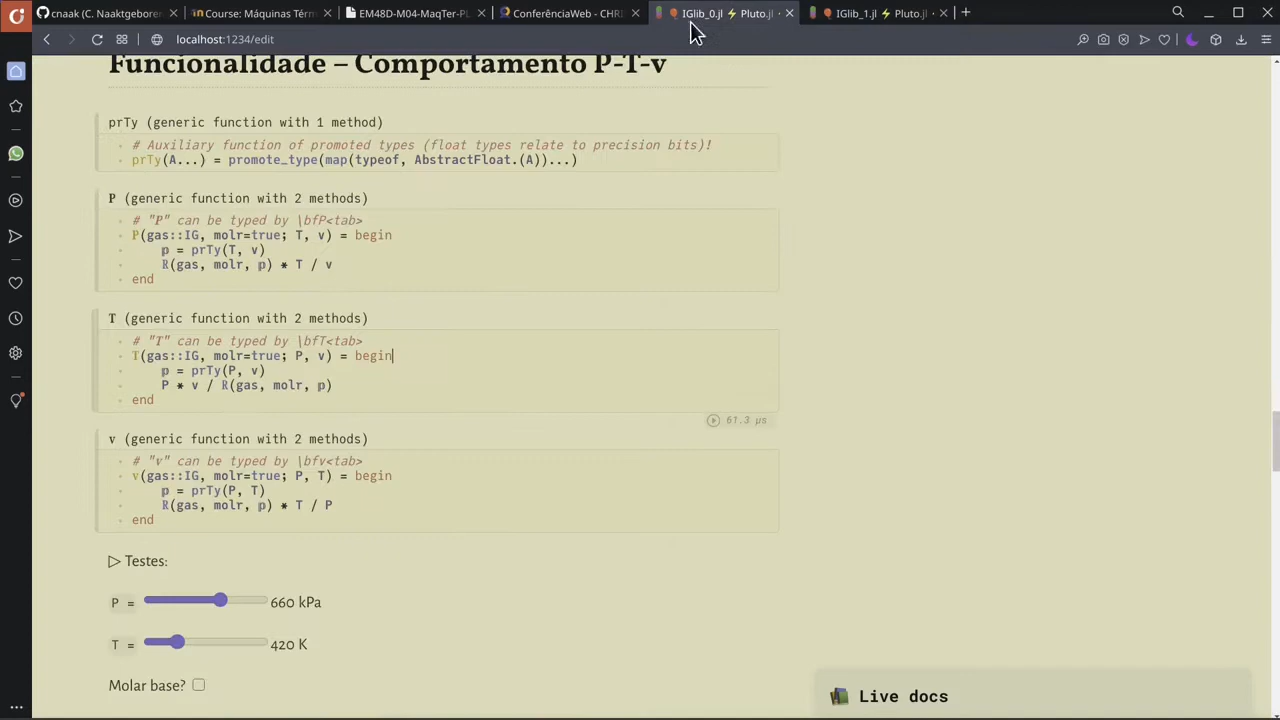 cnaak (C. Naaktgeboren
Course: Máquinas Térm
EM48D-M04-MaqTer-PL
ConferênciaWeb - CHRIS
IGlib_0.jl ⚡ Pluto.jl
IGlib_1.jl ⚡ Pluto.jl
localhost:1234/edit
Funcionalidade – Comportamento P-T-v
prTy (generic function with 1 method)
# Auxiliary function of promoted types (float types relate to precision bits)!
prTy(A...) = promote_type(map(typeof, AbstractFloat.(A))...)
𝐏 (generic function with 2 methods)
# "𝐏" can be typed by \bfP<tab>
𝐏(gas::IG, molr=true; T, v) = begin
𝕡 = prTy(T, v)
ℝ(gas, molr, 𝕡) * T / v
end
𝐓 (generic function with 2 methods)
# "𝐓" can be typed by \bfT<tab>
𝐓(gas::IG, molr=true; P, v) = begin
𝕡 = prTy(P, v)
P * v / ℝ(gas, molr, 𝕡)
end
61.3 μs
𝐯 (generic function with 2 methods)
# "𝐯" can be typed by \bfv<tab>
𝐯(gas::IG, molr=true; P, T) = begin
𝕡 = prTy(P, T)
ℝ(gas, molr, 𝕡) * T / P
end
▷ Testes:
P = 660 kPa
T = 420 K
Molar base?
Live docs